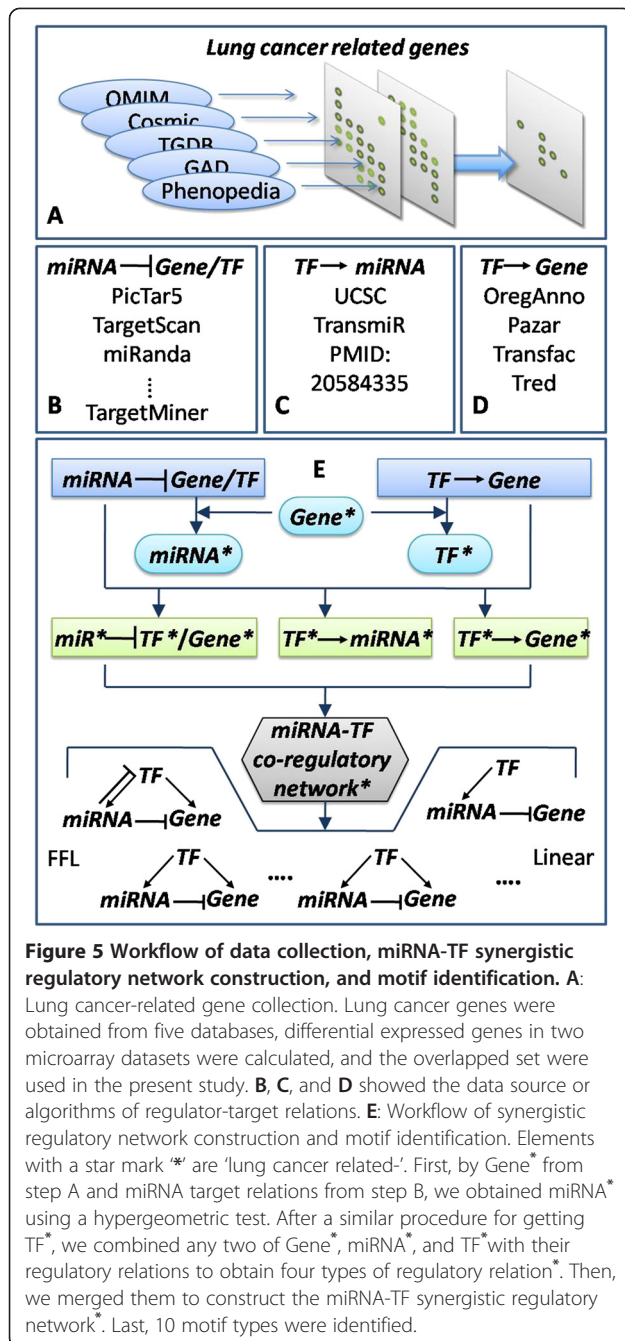 Lung cancer related genes
OMIM
Cosmic
TGDB
GAD
Phenopedia
A
miRNA⊣Gene/TF
PicTar5
TargetScan
miRanda
⋮
TargetMiner
B
TF→miRNA
UCSC
TransmiR
PMID:
20584335
C
TF→Gene
OregAnno
Pazar
Transfac
Tred
D
E
miRNA⊣Gene/TF
TF→Gene
Gene*
miRNA*
TF*
miR*⊣TF*/Gene*
TF*→miRNA*
TF*→Gene*
miRNA-TF
co-regulatory
network*
TF
miRNA⊣Gene
TF
miRNA⊣Gene
FFL
Linear
TF
miRNA⊣Gene
....
TF
miRNA⊣Gene
....
Figure 5 Workflow of data collection, miRNA-TF synergistic
regulatory network construction, and motif identification. A:
Lung cancer-related gene collection. Lung cancer genes were
obtained from five databases, differential expressed genes in two
microarray datasets were calculated, and the overlapped set were
used in the present study. B, C, and D showed the data source or
algorithms of regulator-target relations. E: Workflow of synergistic
regulatory network construction and motif identification. Elements
with a star mark ‘*’ are ‘lung cancer related-’. First, by Gene* from
step A and miRNA target relations from step B, we obtained miRNA*
using a hypergeometric test. After a similar procedure for getting
TF*, we combined any two of Gene*, miRNA*, and TF*with their
regulatory relations to obtain four types of regulatory relation*. Then,
we merged them to construct the miRNA-TF synergistic regulatory
network*. Last, 10 motif types were identified.